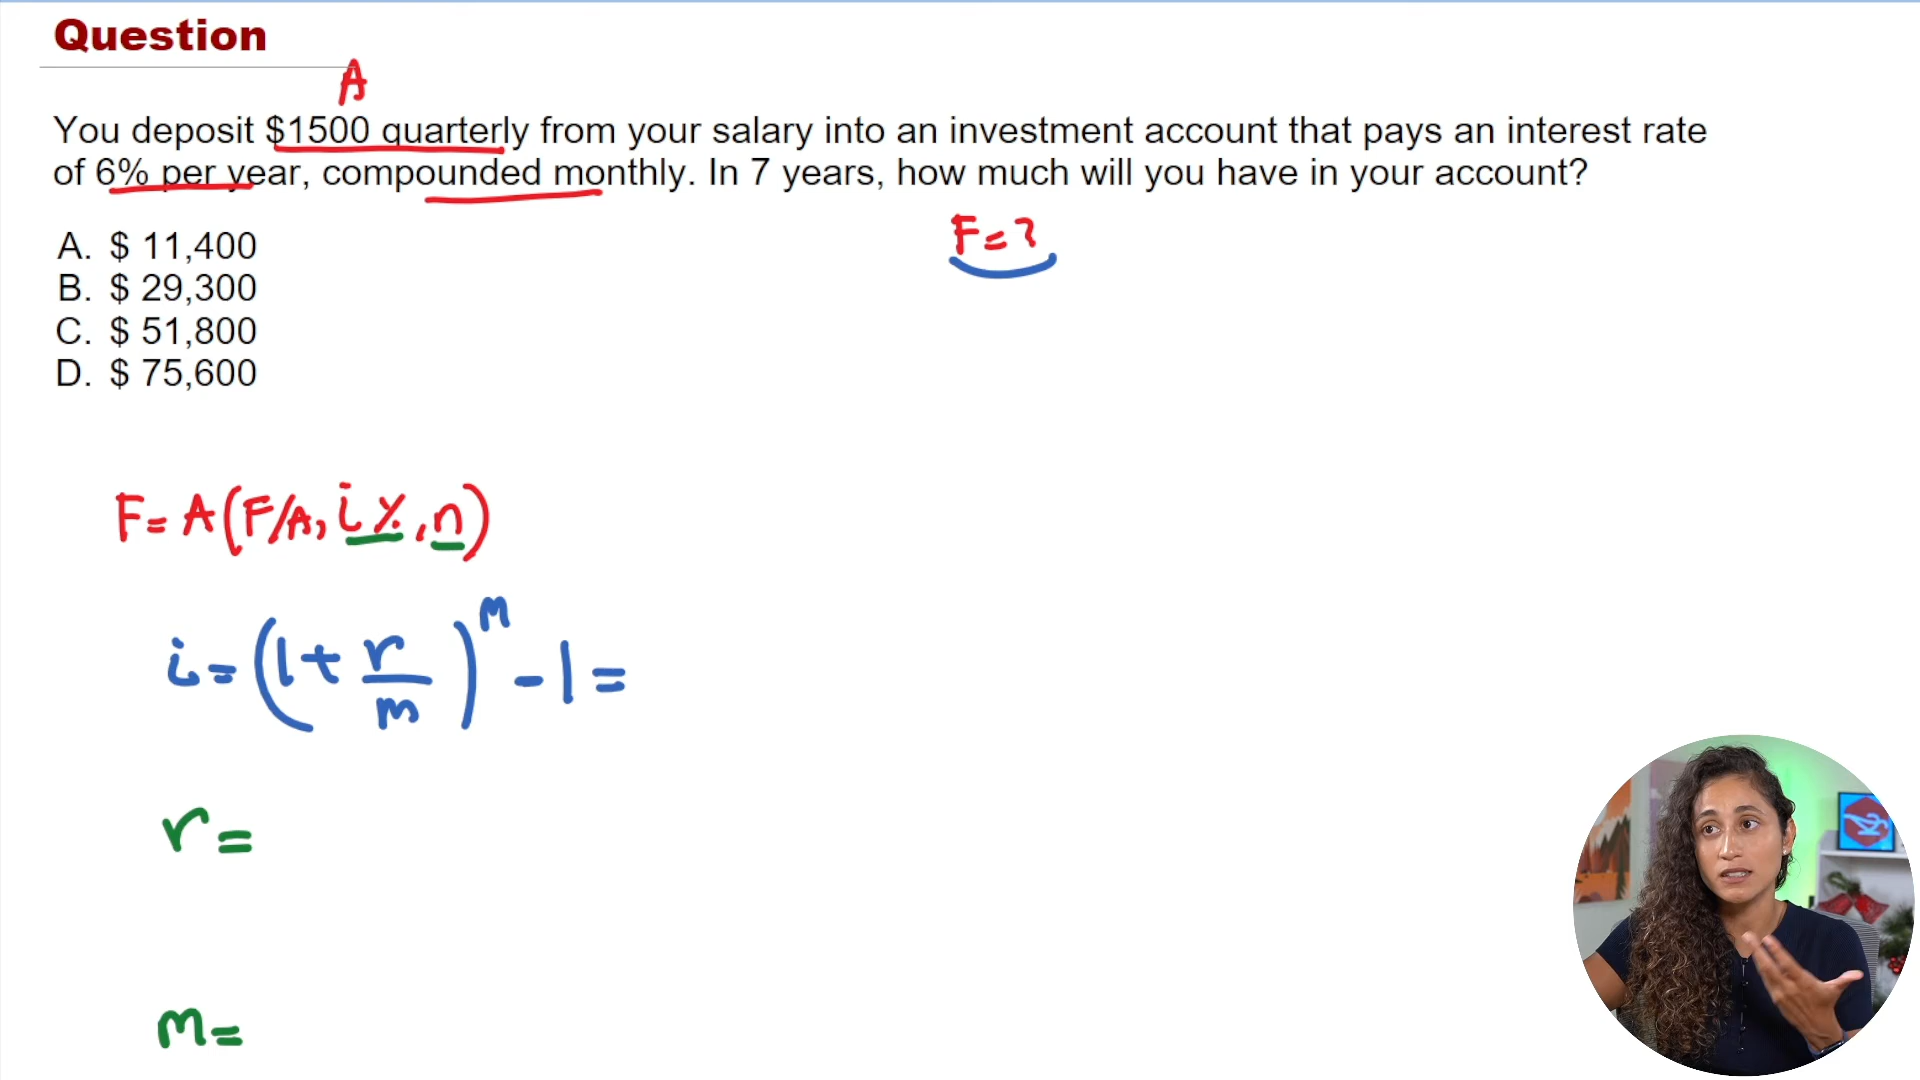 Question
A
You deposit $1500 quarterly from your salary into an investment account that pays an interest rate
of 6% per year, compounded monthly. In 7 years, how much will you have in your account?
F=?
A. $ 11,400
B. $ 29,300
C. $ 51,800
D. $ 75,600
F=A(F/A, i%, n)
i=(1+r/m)^m-1=
r=
m=